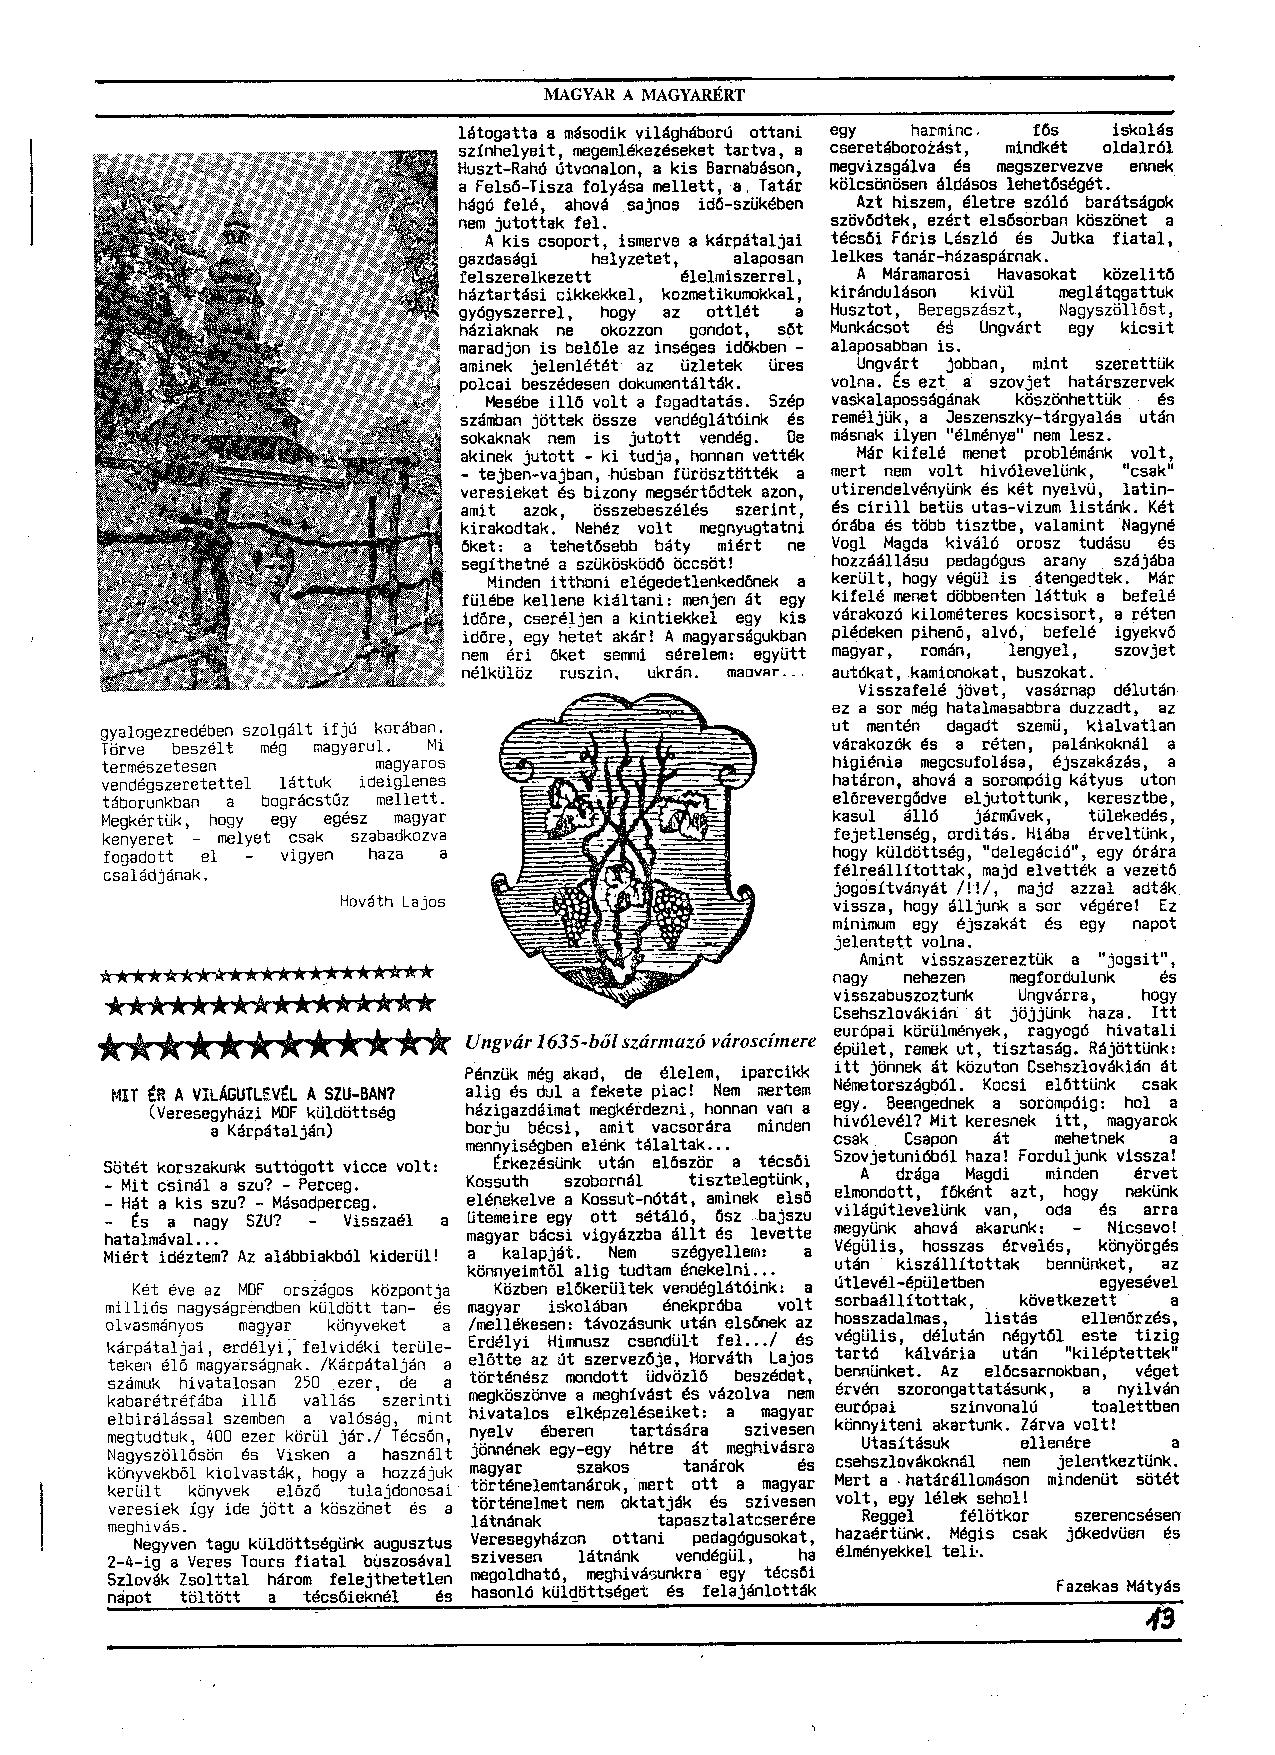 MAGYAR A MAGYARÉRT
gyalogezredében szolgált ifjú korában.
Törve beszélt még magyarul. Mi
természetesen magyaros
vendégszeretettel láttuk ideiglenes
táborunkban a bográcstűz mellett.
Megkértük, hogy egy egész magyar
kenyeret - melyet csak szabadkozva
fogadott el - vigyen haza a
családjának.
Hováth Lajos
MIT ÉR A VILÁGUTLEVÉL A SZU-BAN?
(Veresegyházi MDF küldöttség
a Kárpátalján)
Sötét korszakunk suttogott vicce volt:
- Mit csinál a szu? - Perceg.
- Hát a kis szu? - Másodperceg.
- És a nagy SZU? - Visszaél a
hatalmával...
Miért idéztem? Az alábbiakból kiderül!
Két éve az MDF országos központja
milliós nagyságrendben küldött tan- és
olvasmányos magyar könyveket a
kárpátaljai, erdélyi, felvidéki terüle-
teken élő magyarságnak. /Kárpátalján a
számuk hivatalosan 250 ezer, de a
kabarétréfába illő vallás szerinti
elbirálással szemben a valóság, mint
megtudtuk, 400 ezer körül jár./ Técsőn,
Nagyszöllősön és Visken a használt
könyvekből kiolvasták, hogy a hozzájuk
került könyvek előző tulajdonosai
veresiek így ide jött a köszönet és a
meghivás.
Negyven tagu küldöttségünk augusztus
2-4-ig a Veres Tours fiatal buszosával
Szlovák Zsolttal három felejthetetlen
napot töltött a técsőieknél és
látogatta a második világháború ottani
színhelyeit, megemlékezéseket tartva, a
Huszt-Rahó útvonalon, a kis Barnabáson,
a Felső-Tisza folyása mellett, a Tatár
hágó felé, ahová sajnos idő-szükében
nem jutottak fel.
A kis csoport, ismerve a kárpátaljai
gazdasági helyzetet, alaposan
felszerelkezett élelmiszerrel,
háztartási cikkekkel, kozmetikumokkal,
gyógyszerrel, hogy az ottlét a
háziaknak ne okozzon gondot, sőt
maradjon is belőle az inséges időkben -
aminek jelenlétét az üzletek üres
polcai beszédesen dokumentálták.
Mesébe illő volt a fogadtatás. Szép
számban jöttek össze vendéglátóink és
sokaknak nem is jutott vendég. De
akinek jutott - ki tudja, honnan vették
- tejben-vajban, húsban fürösztötték a
veresieket és bizony megsértődtek azon,
amit azok, összebeszélés szerint,
kirakodtak. Nehéz volt megnyugtatni
őket: a tehetősebb báty miért ne
segíthetné a szükösködő öccsöt!
Minden itthoni elégedetlenkedőnek a
fülébe kellene kiáltani: menjen át egy
időre, cseréljen a kintiekkel egy kis
időre, egy hetet akár! A magyarságukban
nem éri őket semmi sérelem: együtt
nélkülöz ruszin, ukrán, magyar...
Ungvár 1635-ből származó városcímere
Pénzük még akad, de élelem, iparcikk
alig és dul a fekete piac! Nem mertem
házigazdáimat megkérdezni, honnan van a
borju bécsi, amit vacsorára minden
mennyiségben elénk tálaltak...
Érkezésünk után először a técsői
Kossuth szobornál tisztelegtünk,
elénekelve a Kossut-nótát, aminek első
ütemeire egy ott sétáló, ősz bajszu
magyar bácsi vigyázzba állt és levette
a kalapját. Nem szégyellem: a
könnyeimtől alig tudtam énekelni...
Közben előkerültek vendéglátóink: a
magyar iskolában énekpróba volt
/mellékesen: távozásunk után elsőnek az
Erdélyi Himnusz csendült fel.../ és
előtte az út szervezője, Horváth Lajos
történész mondott üdvözlő beszédet,
megköszönve a meghívást és vázolva nem
hivatalos elképzeléseiket: a magyar
nyelv éberen tartására szivesen
jönnének egy-egy hétre át meghivásra
magyar szakos tanárok és
történelemtanárok, mert ott a magyar
történelmet nem oktatják és szivesen
látnának tapasztalatcserére
Veresegyházon ottani pedagógusokat,
szivesen látnánk vendégül, ha
megoldható, meghivásunkra egy técsői
hasonló küldöttséget és felajánlották
egy harminc fős iskolás
cseretáborozást, mindkét oldalról
megvizsgálva és megszervezve ennek
kölcsönösen áldásos lehetőségét.
Azt hiszem, életre szóló barátságok
szövődtek, ezért elsősorban köszönet a
técsői Fóris László és Jutka fiatal,
lelkes tanár-házaspárnak.
A Máramarosi Havasokat közelitő
kiránduláson kivül meglátogattuk
Husztot, Beregszászt, Nagyszöllőst,
Munkácsot és Ungvárt egy kicsit
alaposabban is.
Ungvárt jobban, mint szerettük
volna. És ezt a szovjet határszervek
vaskalaposságának köszönhettük és
reméljük, a Jeszenszky-tárgyalás után
másnak ilyen "élménye" nem lesz.
Már kifelé menet problémánk volt,
mert nem volt hivólevelünk, "csak"
utirendelvényünk és két nyelvü, latin-
és cirill betüs utas-vizum listánk. Két
órába és több tisztbe, valamint Nagyné
Vogl Magda kiváló orosz tudásu és
hozzáállásu pedagógus arany szájába
került, hogy végül is átengedtek. Már
kifelé menet döbbenten láttuk a befelé
várakozó kilométeres kocsisort, a réten
plédeken pihenő, alvó, befelé igyekvő
magyar, román, lengyel, szovjet
autókat, kamionokat, buszokat.
Visszafelé jövet, vasárnap délután
ez a sor még hatalmasabbra duzzadt, az
ut mentén dagadt szemü, kialvatlan
várakozók és a réten, palánkoknál a
higiénia megcsufolása, éjszakázás, a
határon, ahová a sorompóig kátyus uton
előrevergődve eljutottunk, keresztbe,
kasul álló járművek, tülekedés,
fejetlenség, orditás. Hiába érveltünk,
hogy küldöttség, "delegáció", egy órára
félreállítottak, majd elvették a vezető
jogosítványát /!!/, majd azzal adták
vissza, hogy álljunk a sor végére! Ez
minimum egy éjszakát és egy napot
jelentett volna.
Amint visszaszereztük a "jogsit",
nagy nehezen megfordulunk és
visszabuszoztunk Ungvárra, hogy
Csehszlovákián át jöjjünk haza. Itt
európai körülmények, ragyogó hivatali
épület, remek ut, tisztaság. Rájöttünk:
itt jönnek át közuton Csehszlovákián át
Németországból. Kocsi előttünk csak
egy. Beengednek a sorompóig: hol a
hivólevél? Mit keresnek itt, magyarok
csak Csapon át mehetnek a
Szovjetunióból haza! Forduljunk vissza!
A drága Magdi minden érvet
elmondott, főként azt, hogy nekünk
világútlevelünk van, oda és arra
megyünk ahová akarunk: - Nicsevo!
Végülis, hosszas érvelés, könyörgés
után kiszállítottak bennünket, az
útlevél-épületben egyesével
sorbaállítottak, következett a
hosszadalmas, listás ellenőrzés,
végülis, délután négytől este tizig
tartó kálvária után "kiléptettek"
bennünket. Az előcsarnokban, véget
érvén szorongattatásunk, a nyilván
európai szinvonalú toalettben
könnyiteni akartunk. Zárva volt!
Utasításuk ellenére a
csehszlovákoknál nem jelentkeztünk.
Mert a határállomáson mindenüt sötét
volt, egy lélek sehol!
Reggel félötkor szerencsésen
hazaértünk. Mégis csak jókedvüen és
élményekkel teli.
Fazekas Mátyás
13